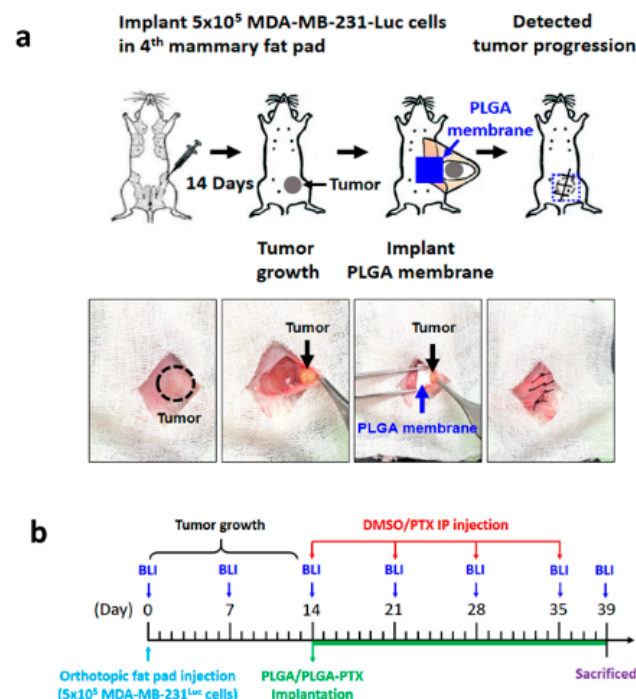 a
Implant 5x10⁵ MDA-MB-231-Luc cells
in 4ᵗʰ mammary fat pad
Detected
tumor progression
PLGA
membrane
14 Days
Tumor
Tumor
growth
Implant
PLGA membrane
Tumor
Tumor
Tumor
PLGA membrane
b
Tumor growth
DMSO/PTX IP injection
BLI BLI BLI BLI BLI BLI BLI
(Day) 0 7 14 21 28 35 39
Orthotopic fat pad injection
(5x10⁵ MDA-MB-231ᴸᵘᶜ cells)
PLGA/PLGA-PTX
Implantation
Sacrificed